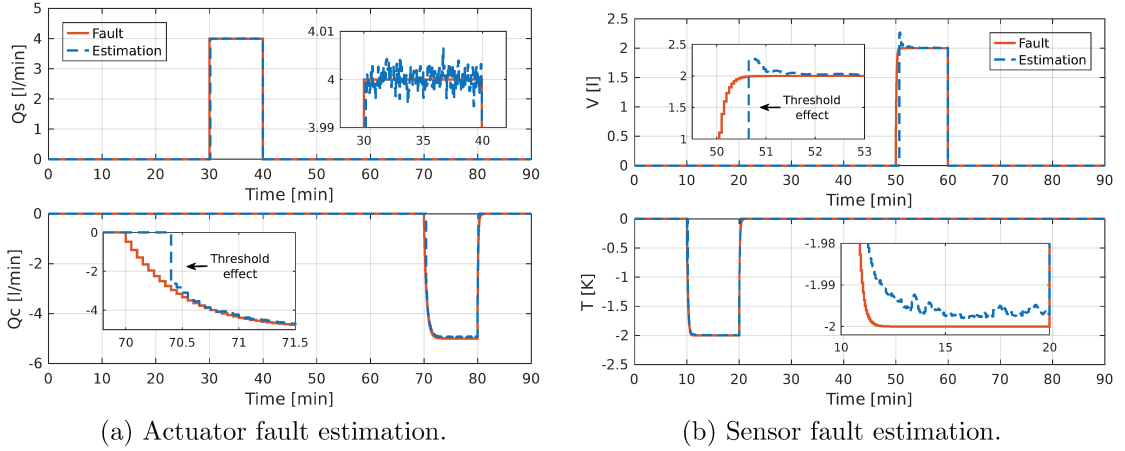 5
4
3
2
1
0
0 10 20 30 40 50 60 70 80 90
Qs [l/min]
Time [min]
Fault
Estimation
4.01
4
3.99
30 35 40
0
-2
-4
-6
0 10 20 30 40 50 60 70 80 90
Qc [l/min]
Time [min]
0
-2
-4
70 70.5 71 71.5
Threshold
effect
(a) Actuator fault estimation.
2.5
2
1.5
1
0.5
0
0 10 20 30 40 50 60 70 80 90
V [l]
Time [min]
Fault
Estimation
2.5
2
1.5
1
50 51 52 53
Threshold
effect
0
-0.5
-1
-1.5
-2
-2.5
0 10 20 30 40 50 60 70 80 90
T [K]
Time [min]
-1.98
-1.99
-2
10 15 20
(b) Sensor fault estimation.